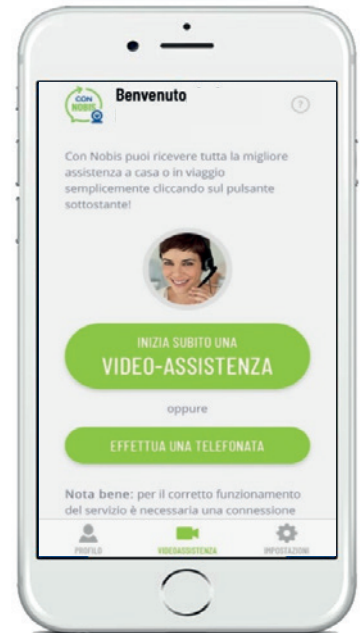 CON
NOBIS
Benvenuto
?
Con Nobis puoi ricevere tutta la migliore
assistenza a casa o in viaggio
semplicemente cliccando sul pulsante
sottostante!
INIZIA SUBITO UNA
VIDEO-ASSISTENZA
oppure
EFFETTUA UNA TELEFONATA
Nota bene: per il corretto funzionamento
del servizio è necessaria una connessione
PROFILO
VIDEOASSISTENZA
IMPOSTAZIONI